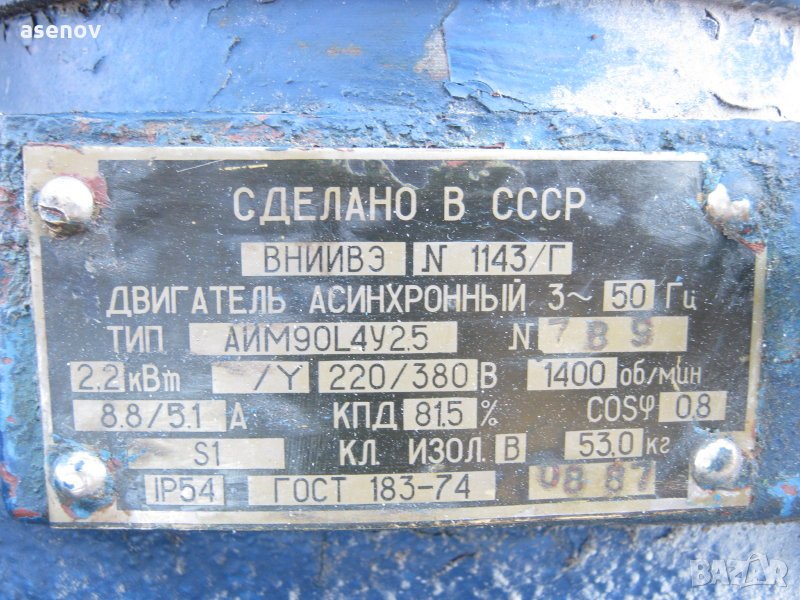 asenov
СДЕЛАНО В СССР
ВНИИВЭ N 1143/Г
ДВИГАТЕЛЬ АСИНХРОННЫЙ 3~ 50 Гц
ТИП АИМ90L4У2.5 N 789
2.2 кВт /Y 220/380 В 1400 об/мин
8.8/5.1 А КПД 81.5 % COSφ 0.8
S1 КЛ. ИЗОЛ. В 53.0 кг
IP54 ГОСТ 183-74 08 87
BAZAR